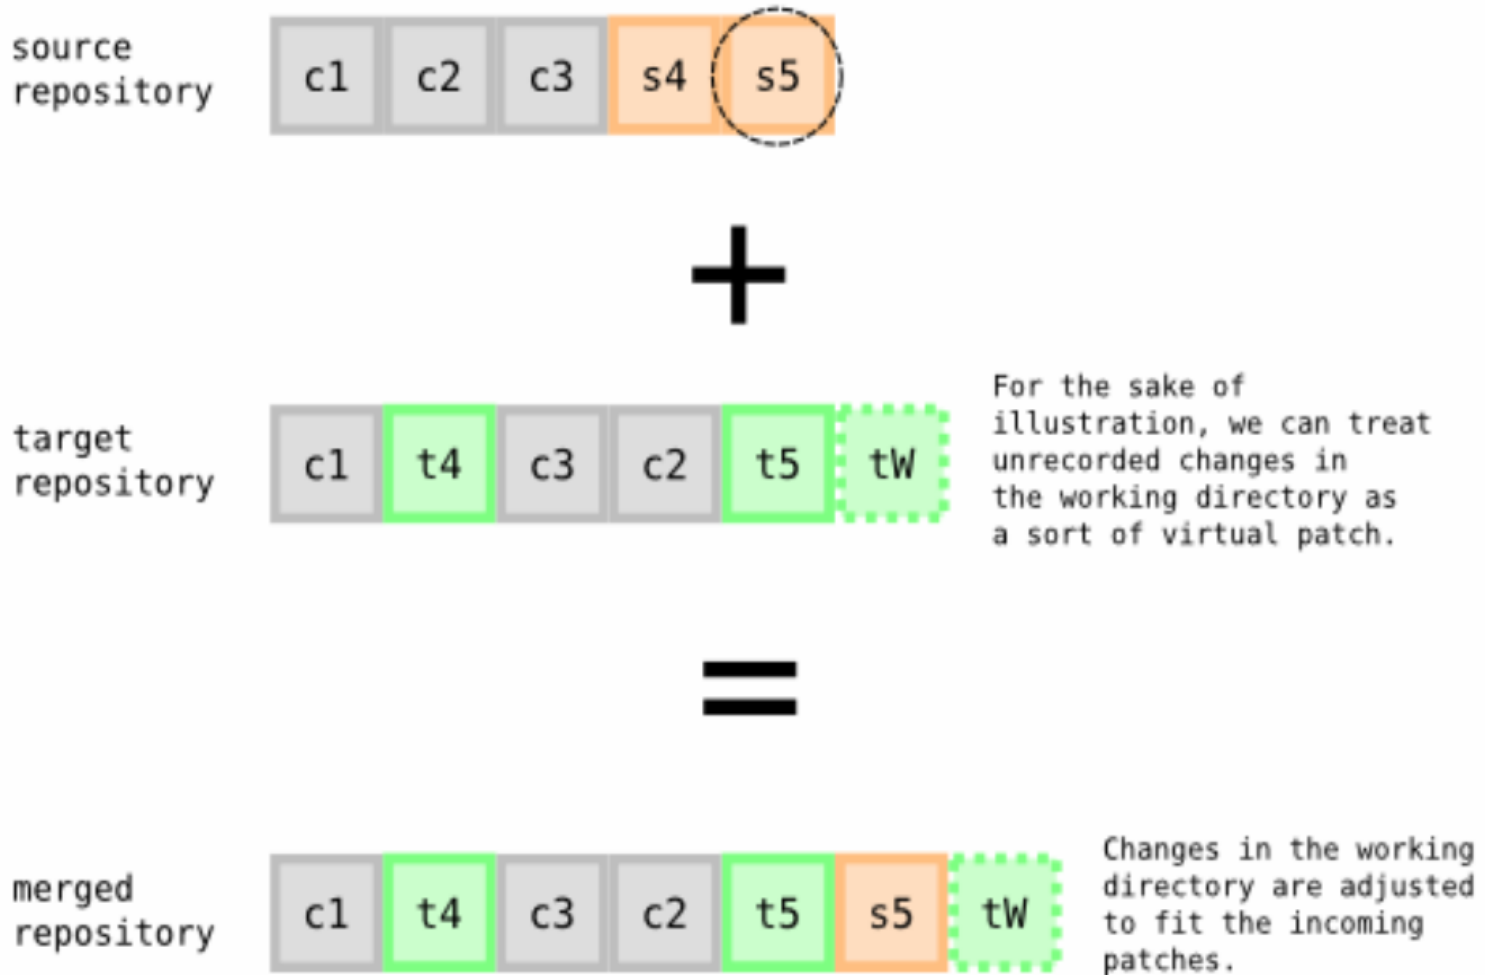 source
repository
c1 c2 c3 s4 s5
+
target
repository
c1 t4 c3 c2 t5 tW
For the sake of
illustration, we can treat
unrecorded changes in
the working directory as
a sort of virtual patch.
=
merged
repository
c1 t4 c3 c2 t5 s5 tW
Changes in the working
directory are adjusted
to fit the incoming
patches.